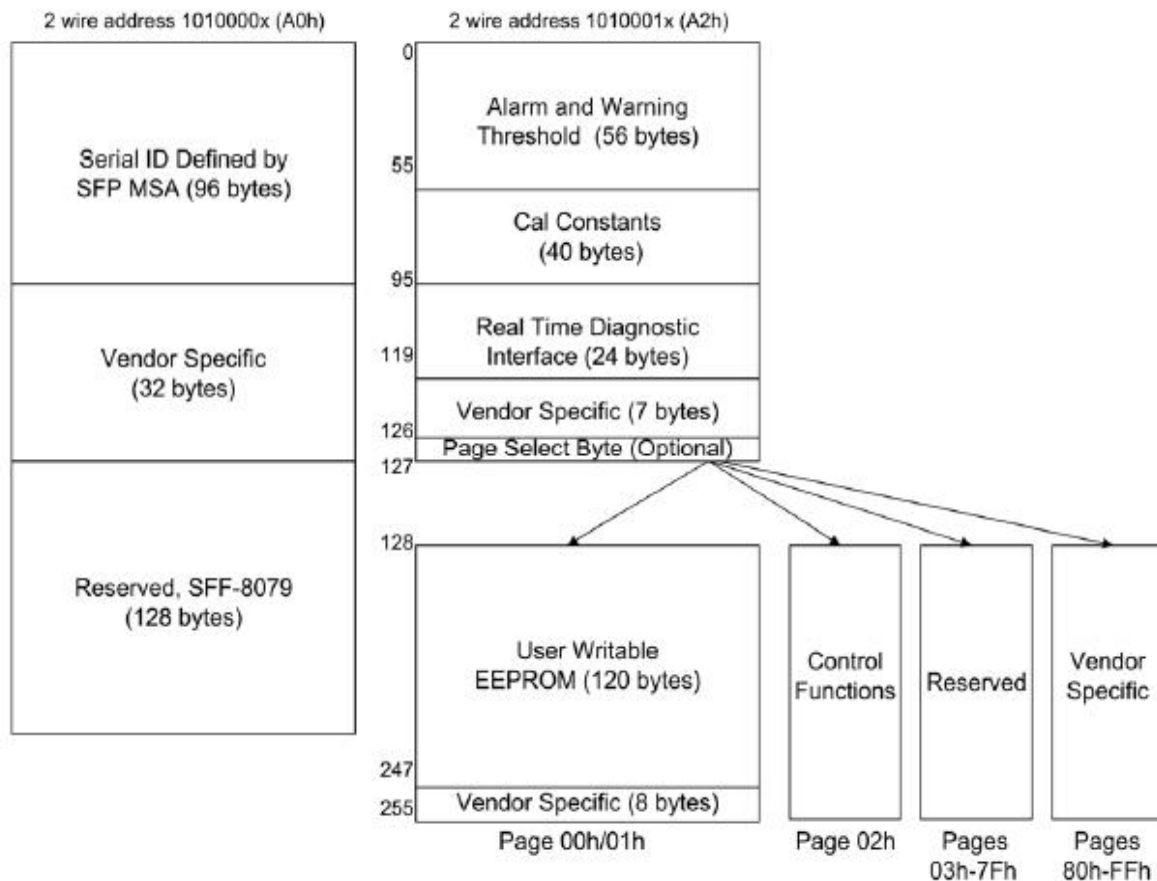 2 wire address 1010000x (A0h)
Serial ID Defined by
SFP MSA (96 bytes)
Vendor Specific
(32 bytes)
Reserved, SFF-8079
(128 bytes)
2 wire address 1010001x (A2h)
0
Alarm and Warning
Threshold (56 bytes)
55
Cal Constants
(40 bytes)
95
Real Time Diagnostic
Interface (24 bytes)
119
Vendor Specific (7 bytes)
126
Page Select Byte (Optional)
127
128
User Writable
EEPROM (120 bytes)
247
Vendor Specific (8 bytes)
255
Page 00h/01h
Control
Functions
Page 02h
Reserved
Pages
03h-7Fh
Vendor
Specific
Pages
80h-FFh